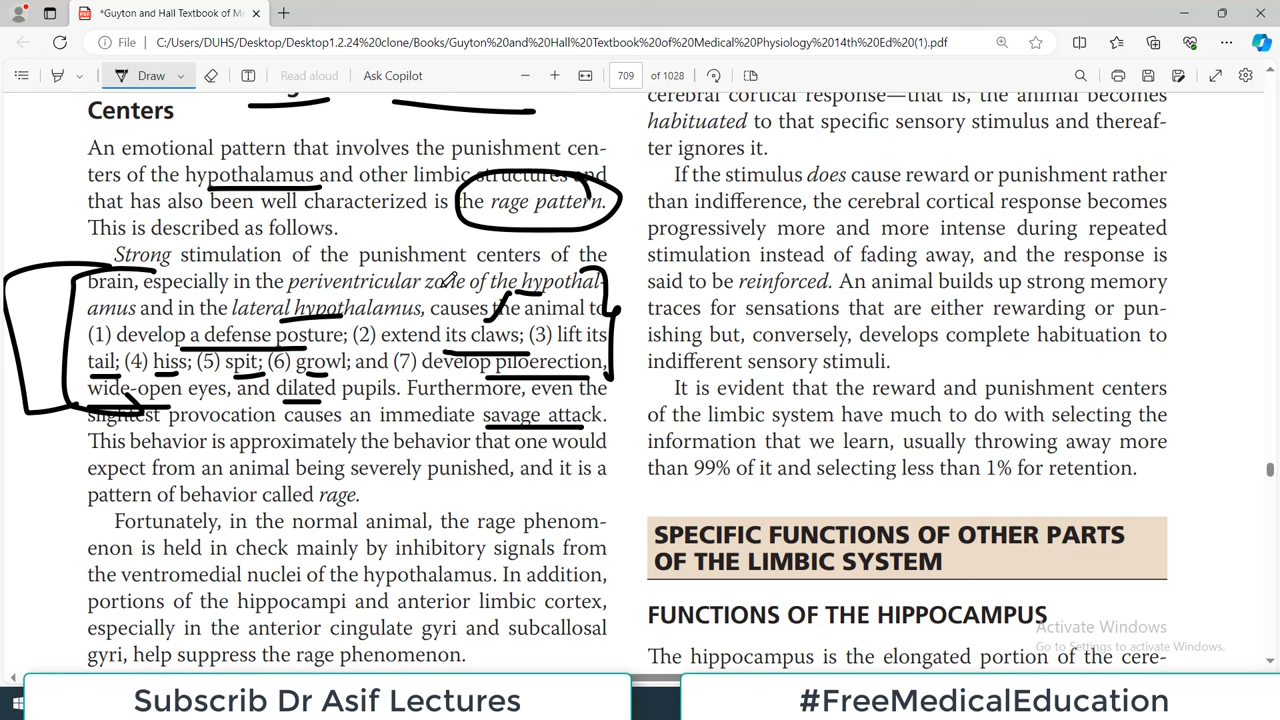 *Guyton and Hall Textbook of Me
File
C:/Users/DUHS/Desktop/Desktop1.2.24%20clone/Books/Guyton%20and%20Hall%20Textbook%20of%20Medical%20Physiology%2014th%20Ed%20(1).pdf
Draw
Read aloud
Ask Copilot
709 of 1028
Centers
An emotional pattern that involves the punishment cen-
ters of the hypothalamus and other limbic structures and
that has also been well characterized is the rage pattern.
This is described as follows.
Strong stimulation of the punishment centers of the
brain, especially in the periventricular zone of the hypothal-
amus and in the lateral hypothalamus, causes the animal to
(1) develop a defense posture; (2) extend its claws; (3) lift its
tail; (4) hiss; (5) spit; (6) growl; and (7) develop piloerection,
wide-open eyes, and dilated pupils. Furthermore, even the
slightest provocation causes an immediate savage attack.
This behavior is approximately the behavior that one would
expect from an animal being severely punished, and it is a
pattern of behavior called rage.
Fortunately, in the normal animal, the rage phenom-
enon is held in check mainly by inhibitory signals from
the ventromedial nuclei of the hypothalamus. In addition,
portions of the hippocampi and anterior limbic cortex,
especially in the anterior cingulate gyri and subcallosal
gyri, help suppress the rage phenomenon.
cerebral cortical response—that is, the animal becomes
habituated to that specific sensory stimulus and thereaf-
ter ignores it.
If the stimulus does cause reward or punishment rather
than indifference, the cerebral cortical response becomes
progressively more and more intense during repeated
stimulation instead of fading away, and the response is
said to be reinforced. An animal builds up strong memory
traces for sensations that are either rewarding or pun-
ishing but, conversely, develops complete habituation to
indifferent sensory stimuli.
It is evident that the reward and punishment centers
of the limbic system have much to do with selecting the
information that we learn, usually throwing away more
than 99% of it and selecting less than 1% for retention.
SPECIFIC FUNCTIONS OF OTHER PARTS
OF THE LIMBIC SYSTEM
FUNCTIONS OF THE HIPPOCAMPUS
The hippocampus is the elongated portion of the cere-
Activate Windows
Go to Settings to activate Windows.
Subscrib Dr Asif Lectures
#FreeMedicalEducation